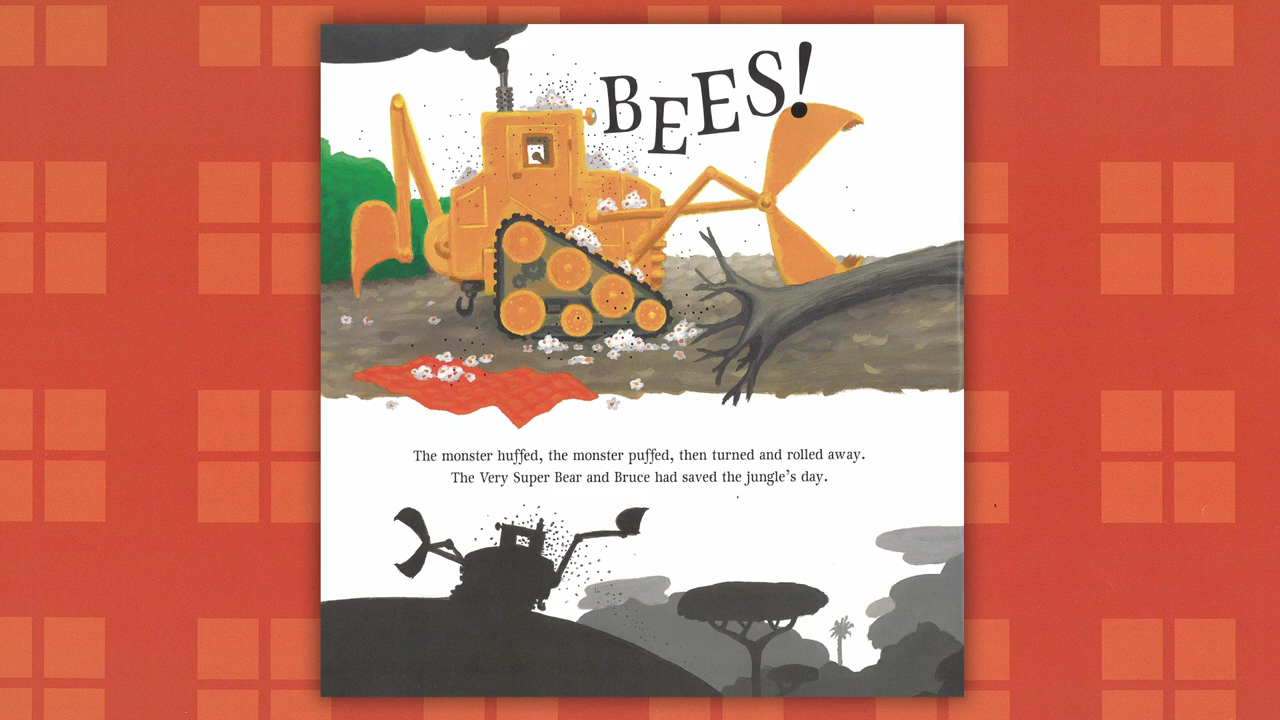 BEES!
The monster huffed, the monster puffed, then turned and rolled away.
The Very Super Bear and Bruce had saved the jungle’s day.